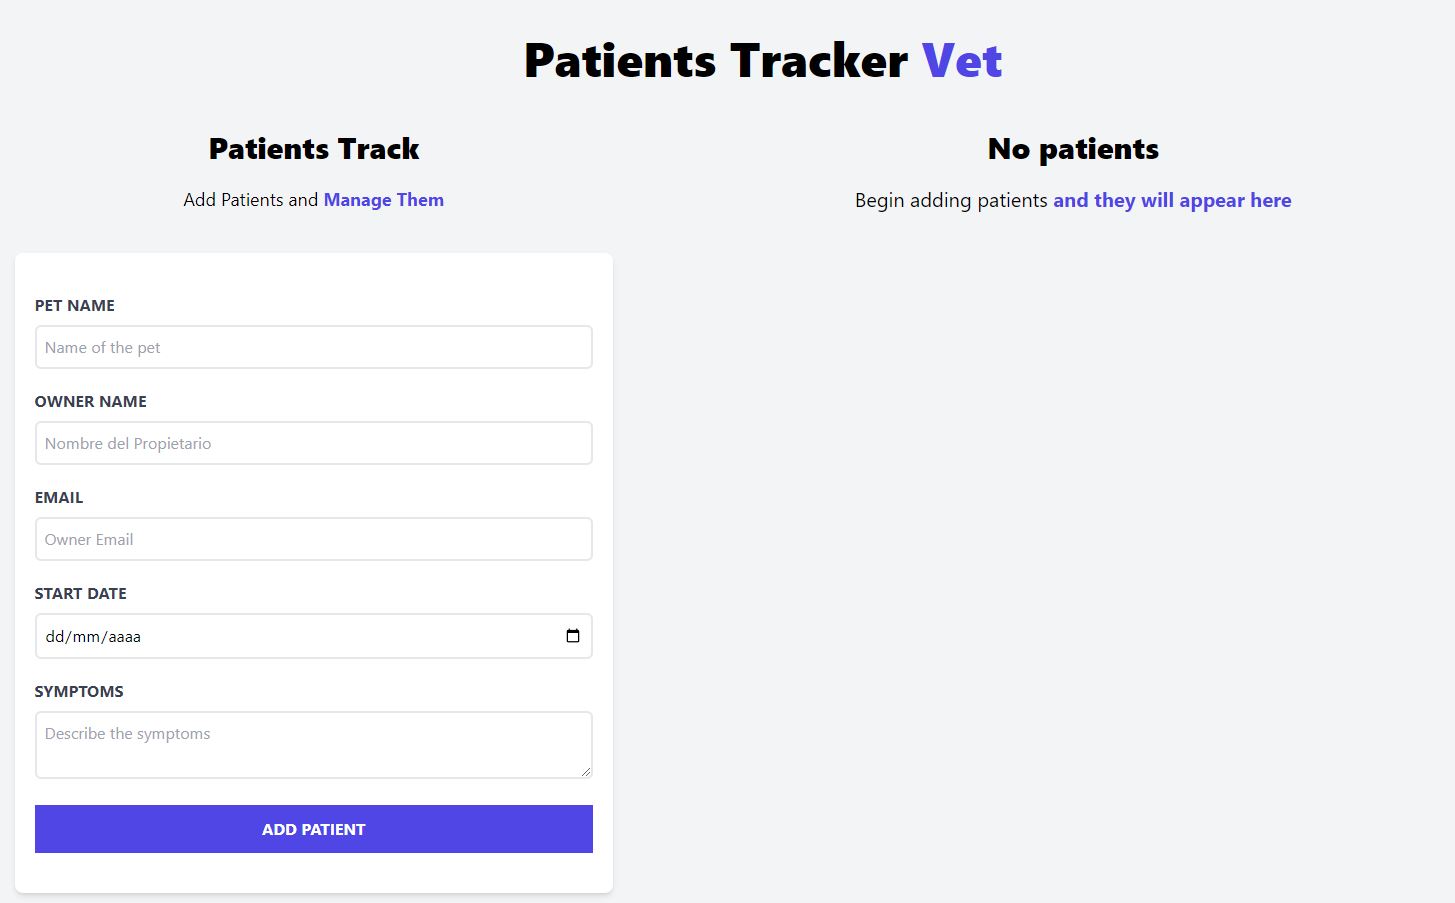 Patients Tracker Vet
Patients Track
Add Patients and Manage Them
No patients
Begin adding patients and they will appear here
PET NAME
Name of the pet
OWNER NAME
Nombre del Propietario
EMAIL
Owner Email
START DATE
dd/mm/aaaa
SYMPTOMS
Describe the symptoms
ADD PATIENT